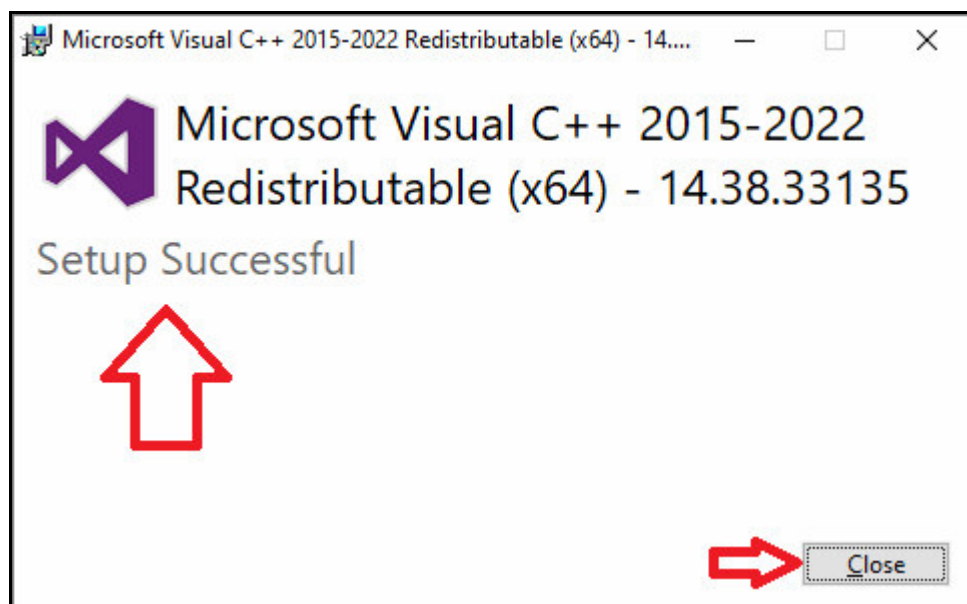 Microsoft Visual C++ 2015-2022 Redistributable (x64) - 14....
Microsoft Visual C++ 2015-2022
Redistributable (x64) - 14.38.33135
Setup Successful
Close